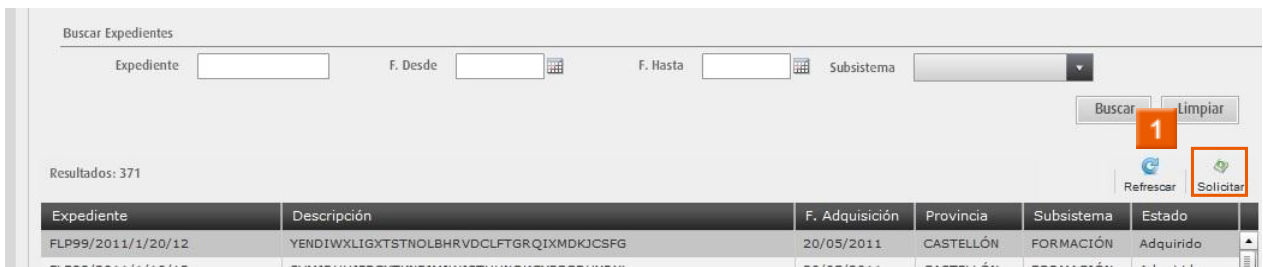 Buscar Expedientes
Expediente F. Desde F. Hasta Subsistema
Buscar Limpiar
1
Resultados: 371 Refrescar Solicitar
Expediente Descripción F. Adquisición Provincia Subsistema Estado
FLP99/2011/1/20/12 YENDIWXLIGXTSTNOLBHRVDCLFTGRQIXMDKJCSFG 20/05/2011 CASTELLÓN FORMACIÓN Adquirido